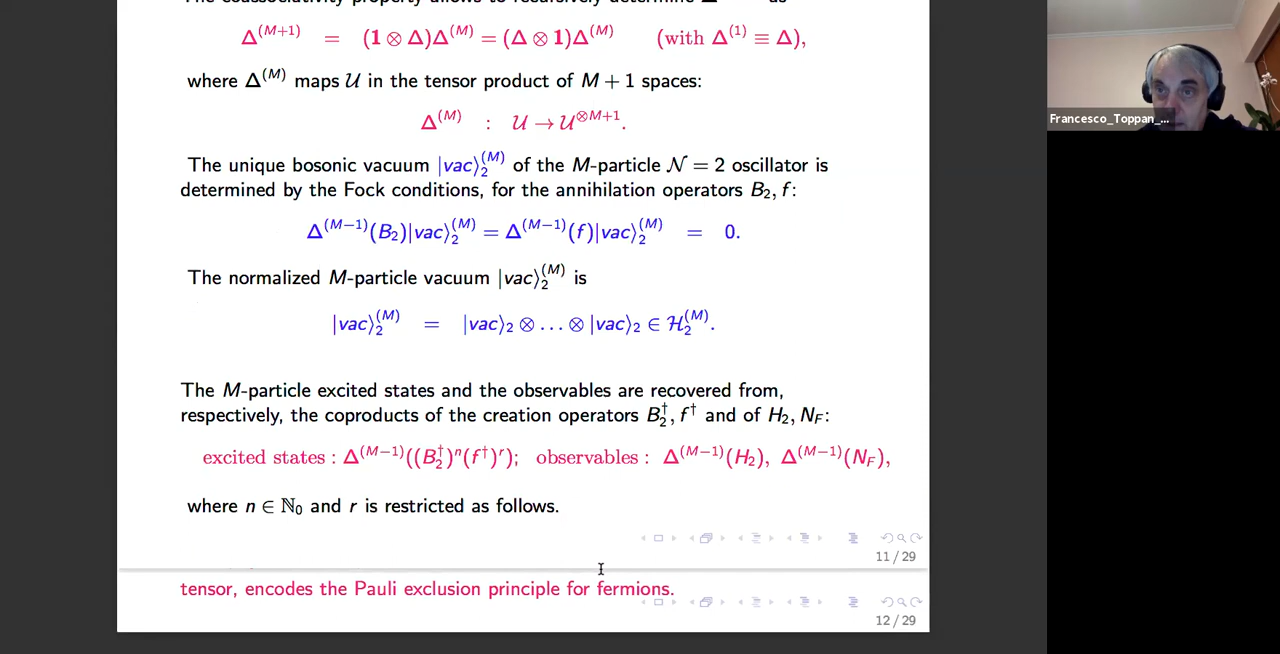 Δ^(M+1) = (1 ⊗ Δ)Δ^(M) = (Δ ⊗ 1)Δ^(M) (with Δ^(1) ≡ Δ),
where Δ^(M) maps 𝒰 in the tensor product of M + 1 spaces:
Δ^(M) : 𝒰 → 𝒰^⊗M+1.
The unique bosonic vacuum |vac⟩₂^(M) of the M-particle 𝒩 = 2 oscillator is
determined by the Fock conditions, for the annihilation operators B₂, f:
Δ^(M−1)(B₂)|vac⟩₂^(M) = Δ^(M−1)(f)|vac⟩₂^(M) = 0.
The normalized M-particle vacuum |vac⟩₂^(M) is
|vac⟩₂^(M) = |vac⟩₂ ⊗ … ⊗ |vac⟩₂ ∈ ℋ₂^(M).
The M-particle excited states and the observables are recovered from,
respectively, the coproducts of the creation operators B₂^†, f^† and of H₂, N_F:
excited states : Δ^(M−1)((B₂^†)^n(f^†)^r); observables : Δ^(M−1)(H₂), Δ^(M−1)(N_F),
where n ∈ ℕ₀ and r is restricted as follows.
11 / 29
tensor, encodes the Pauli exclusion principle for fermions.
12 / 29
Francesco_Toppan_...